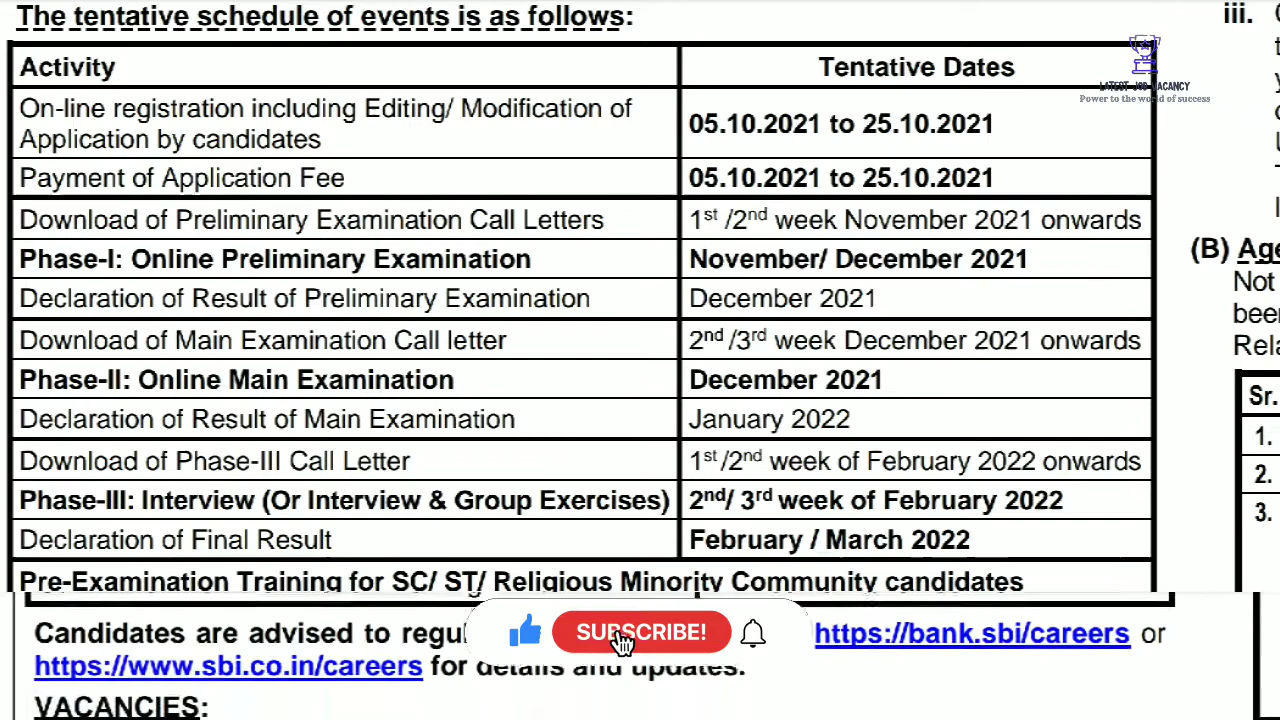 The tentative schedule of events is as follows:
Activity Tentative Dates
On-line registration including Editing/ Modification of
Application by candidates
05.10.2021 to 25.10.2021
Payment of Application Fee 05.10.2021 to 25.10.2021
Download of Preliminary Examination Call Letters 1st /2nd week November 2021 onwards
Phase-I: Online Preliminary Examination November/ December 2021
Declaration of Result of Preliminary Examination December 2021
Download of Main Examination Call letter 2nd /3rd week December 2021 onwards
Phase-II: Online Main Examination December 2021
Declaration of Result of Main Examination January 2022
Download of Phase-III Call Letter 1st /2nd week of February 2022 onwards
Phase-III: Interview (Or Interview & Group Exercises) 2nd/ 3rd week of February 2022
Declaration of Final Result February / March 2022
Pre-Examination Training for SC/ ST/ Religious Minority Community candidates
Candidates are advised to https://bank.sbi/careers or
https://www.sbi.co.in/careers for details and updates.
VACANCIES:
SUBSCRIBE!
LATEST JOB VACANCY
Power to the world of success
iii.
(B)
Not
Sr.
1.
2.
3.